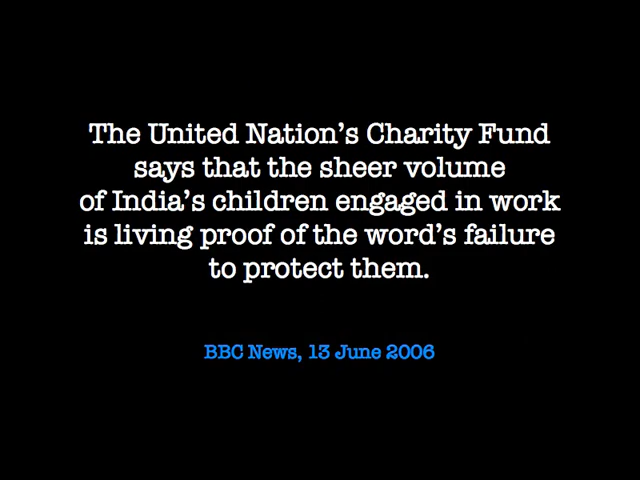 The United Nation's Charity Fund
says that the sheer volume
of India's children engaged in work
is living proof of the word's failure
to protect them.
BBC News, 13 June 2006